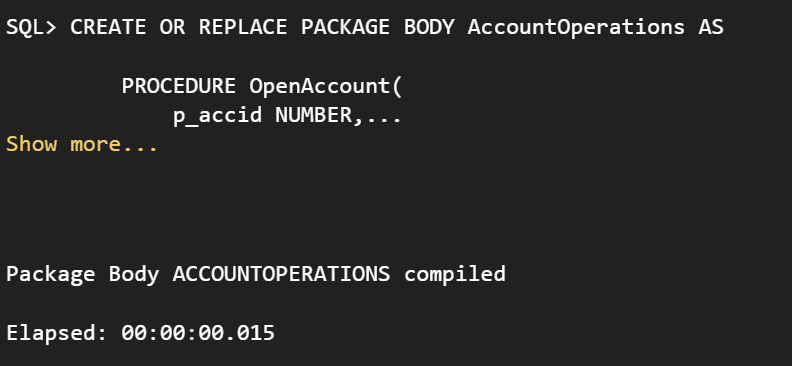 SQL> CREATE OR REPLACE PACKAGE BODY AccountOperations AS
PROCEDURE OpenAccount(
p_accid NUMBER,...
Show more...
Package Body ACCOUNTOPERATIONS compiled
Elapsed: 00:00:00.015